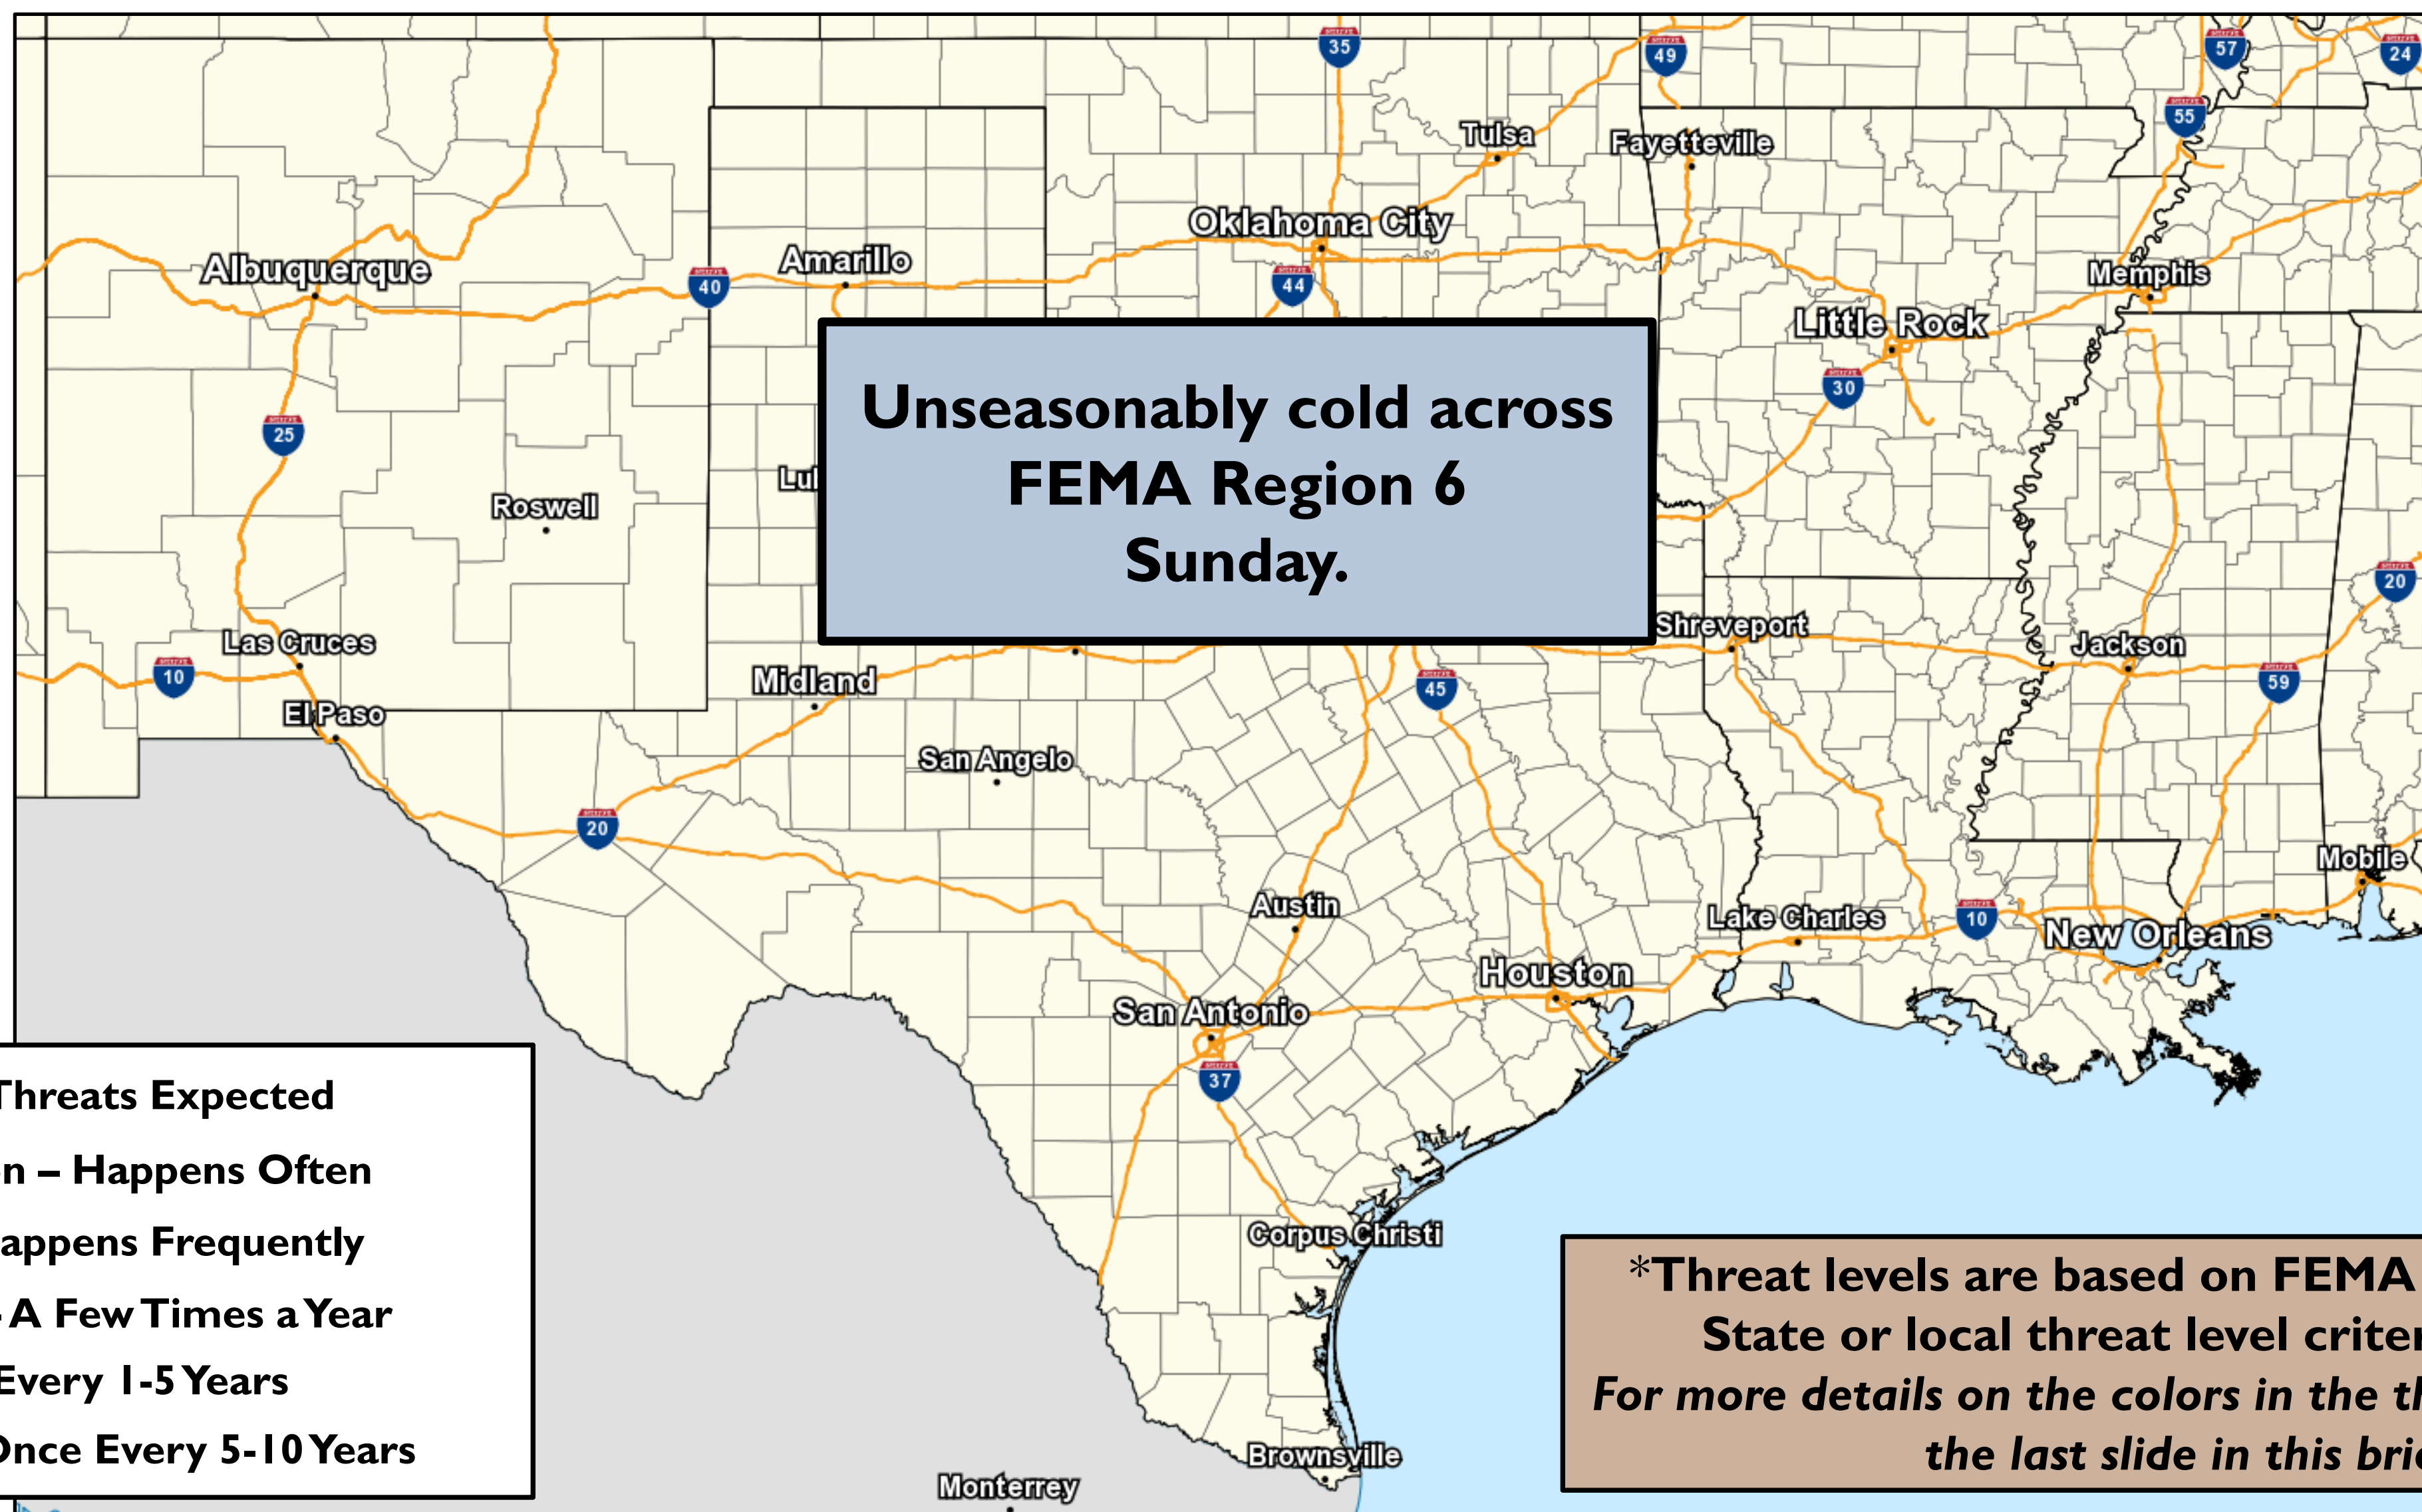 35
49
57
24
55
Tulsa
Fayetteville
Oklahoma City
Albuquerque
Amarillo
40
44
Memphis
Little Rock
30
25
Unseasonably cold across
FEMA Region 6
Sunday.
Lul
Roswell
20
Las Cruces
10
Shreveport
Jackson
Midland
45
59
El Paso
San Angelo
20
Mobile
Austin
Lake Charles
10
New Orleans
Houston
San Antonio
37
Threats Expected
n – Happens Often
appens Frequently
- A Few Times a Year
Every 1-5 Years
Once Every 5-10 Years
Corpus Christi
*Threat levels are based on FEMA
State or local threat level criter
For more details on the colors in the th
the last slide in this brie
Brownsville
Monterrey